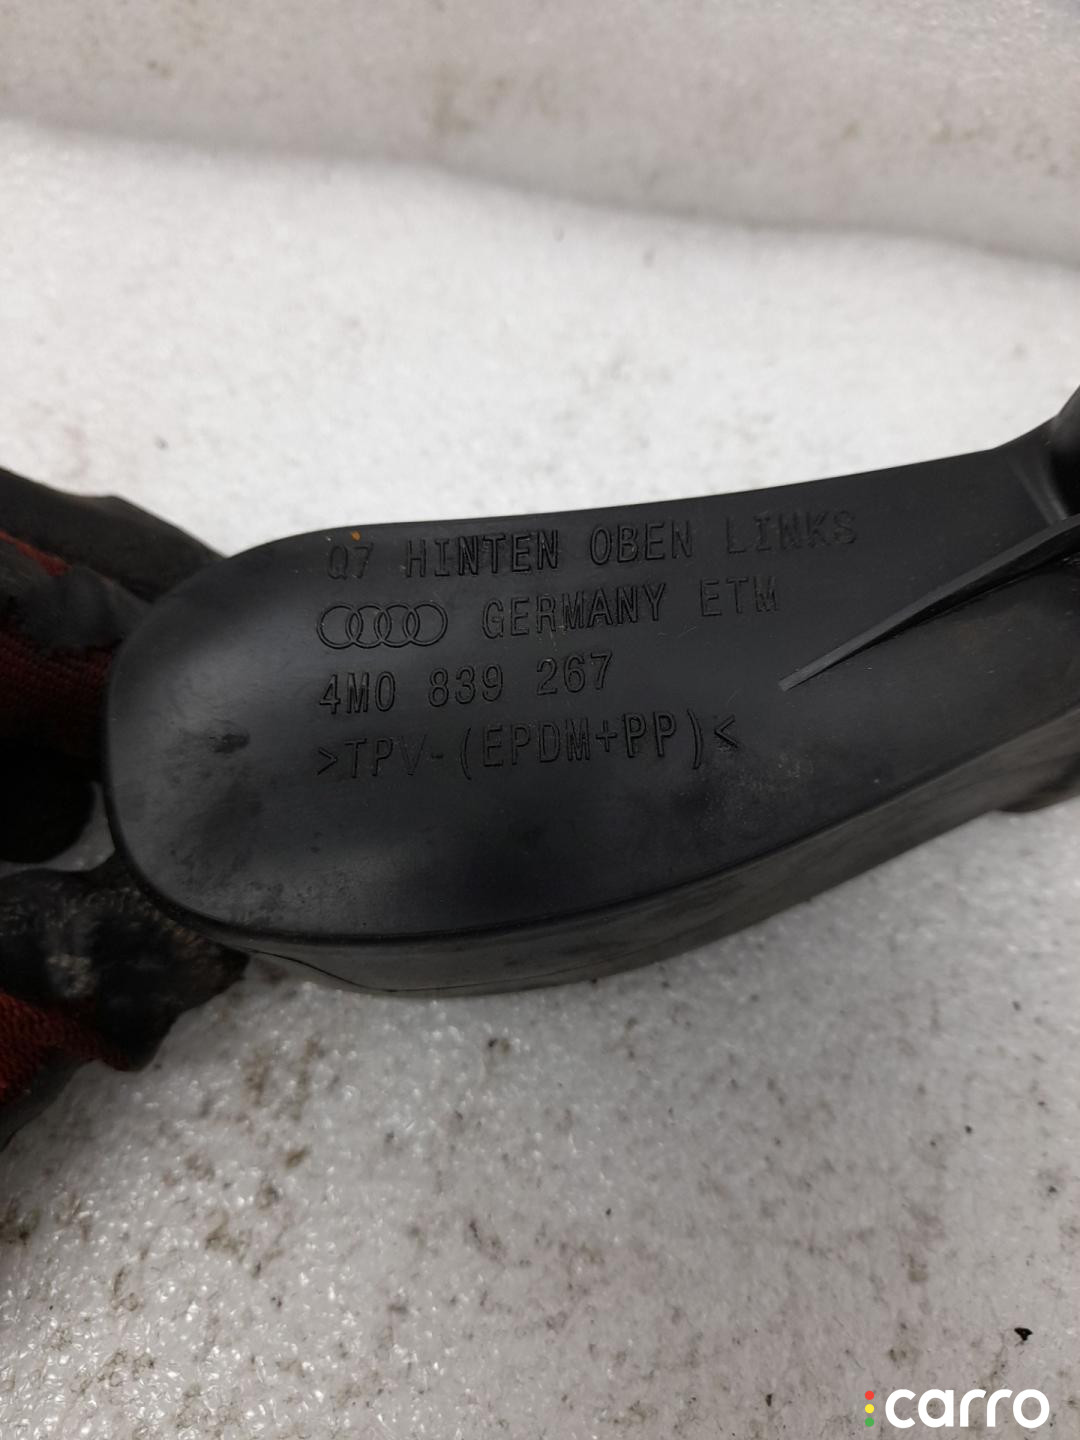 Q7 HINTEN OBEN LINKS
GERMANY ETM
4M0 839 267
>TPV-(EPDM+PP)<
carro